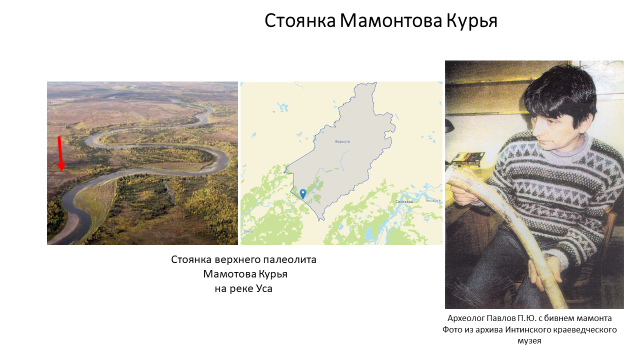 Стоянка Мамонтова Курья
Стоянка верхнего палеолита
Мамотова Курья
на реке Уса
Археолог Павлов П.Ю. с бивнем мамонта
Фото из архива Интинского краеведческого
музея